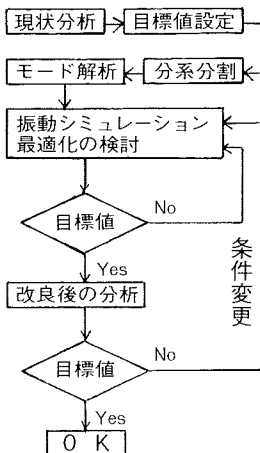 現状分析
目標値設定
モード解析
分系分割
振動シミュレーション
最適化の検討
目標値
No
Yes
改良後の分析
条件変更
目標値
No
Yes
O K